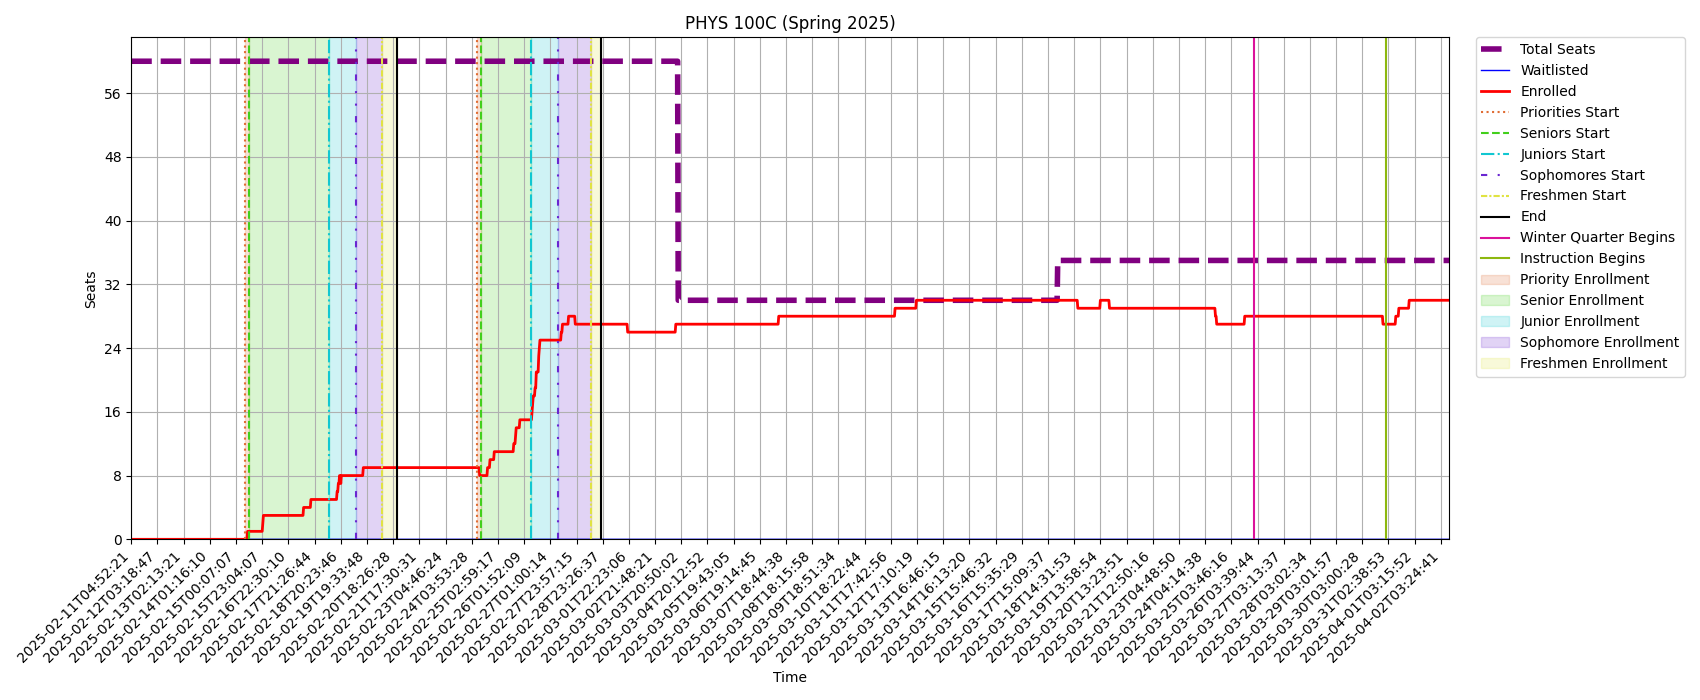 PHYS 100C (Spring 2025)
Seats
56
48
40
32
24
16
8
0
2025-02-11T04:52:21
2025-02-12T03:18:47
2025-02-13T02:13:21
2025-02-14T01:16:10
2025-02-15T00:07:07
2025-02-15T23:04:07
2025-02-16T22:30:10
2025-02-17T21:26:44
2025-02-18T20:23:46
2025-02-19T19:33:48
2025-02-20T18:26:28
2025-02-21T17:30:31
2025-02-24T04:46:24
2025-02-24T03:53:28
2025-02-25T02:59:17
2025-02-26T01:52:09
2025-02-27T01:00:14
2025-02-27T23:57:15
2025-02-28T23:26:37
2025-03-01T22:23:06
2025-03-02T21:48:21
2025-03-03T20:50:02
2025-03-04T20:12:52
2025-03-05T19:43:05
2025-03-06T19:14:45
2025-03-07T18:44:38
2025-03-08T18:15:58
2025-03-09T18:51:34
2025-03-10T18:22:44
2025-03-11T17:42:56
2025-03-12T17:10:19
2025-03-13T16:46:15
2025-03-14T16:13:20
2025-03-15T15:46:32
2025-03-16T15:35:29
2025-03-17T15:09:37
2025-03-18T14:31:53
2025-03-19T13:58:54
2025-03-20T13:23:51
2025-03-21T12:50:16
2025-03-23T04:48:50
2025-03-24T04:14:38
2025-03-25T03:46:16
2025-03-26T03:39:44
2025-03-27T03:13:37
2025-03-28T03:02:34
2025-03-29T03:01:57
2025-03-30T03:00:28
2025-03-31T02:38:53
2025-04-01T03:15:52
2025-04-02T03:24:41
Time
Total Seats
Waitlisted
Enrolled
Priorities Start
Seniors Start
Juniors Start
Sophomores Start
Freshmen Start
End
Winter Quarter Begins
Instruction Begins
Priority Enrollment
Senior Enrollment
Junior Enrollment
Sophomore Enrollment
Freshmen Enrollment